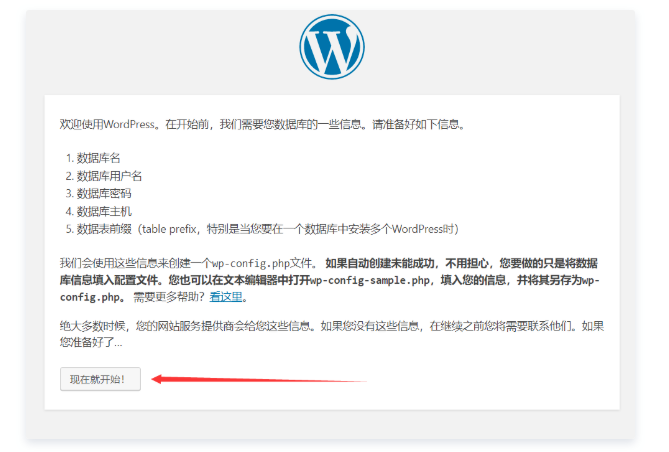 欢迎使用WordPress。在开始前，我们需要您数据库的一些信息。请准备好如下信息。
1. 数据库名
2. 数据库用户名
3. 数据库密码
4. 数据库主机
5. 数据表前缀（table prefix，特别是当您要在一个数据库中安装多个WordPress时）
我们会使用这些信息来创建一个wp-config.php文件。 如果自动创建未能成功，不用担心，您要做的只是将数据
库信息填入配置文件。您也可以在文本编辑器中打开wp-config-sample.php，填入您的信息，并将其另存为wp-
config.php。 需要更多帮助？看这里。
绝大多数时候，您的网站服务提供商会给您这些信息。如果您没有这些信息，在继续之前您将需要联系他们。如果
您准备好了...
现在就开始！